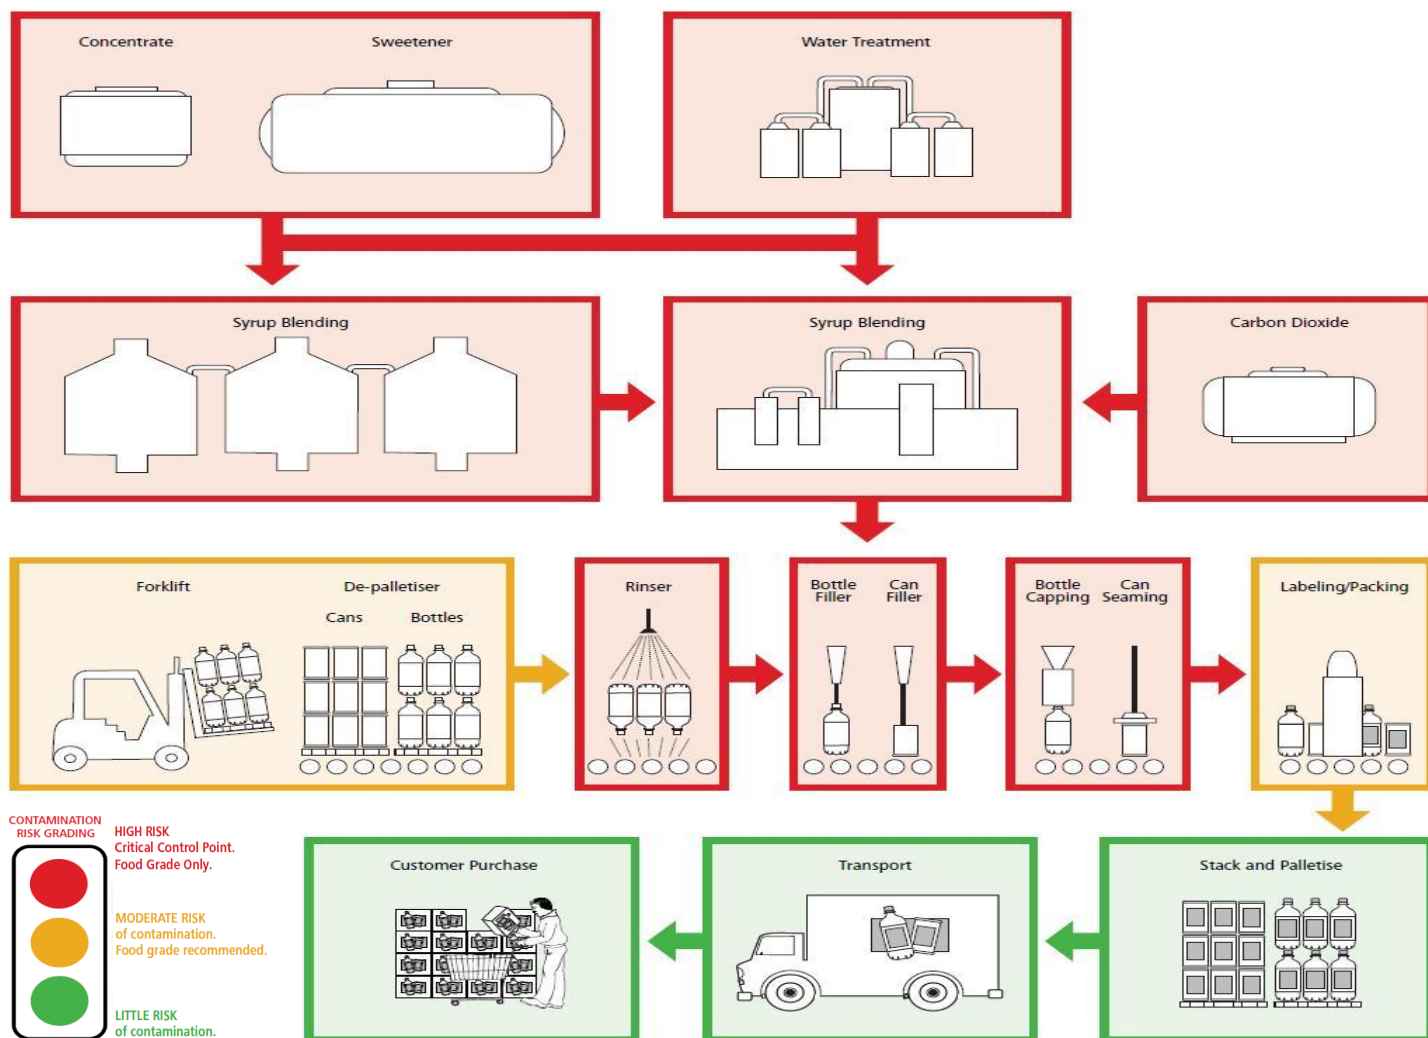 Concentrate
Sweetener
Water Treatment
Syrup Blending
Syrup Blending
Carbon Dioxide
Forklift
De-palletiser
Cans
Bottles
Rinser
Bottle
Filler
Can
Filler
Bottle
Capping
Can
Seaming
Labeling/Packing
CONTAMINATION
RISK GRADING
HIGH RISK
Critical Control Point.
Food Grade Only.
MODERATE RISK
of contamination.
Food grade recommended.
LITTLE RISK
of contamination.
Customer Purchase
Transport
Stack and Palletise